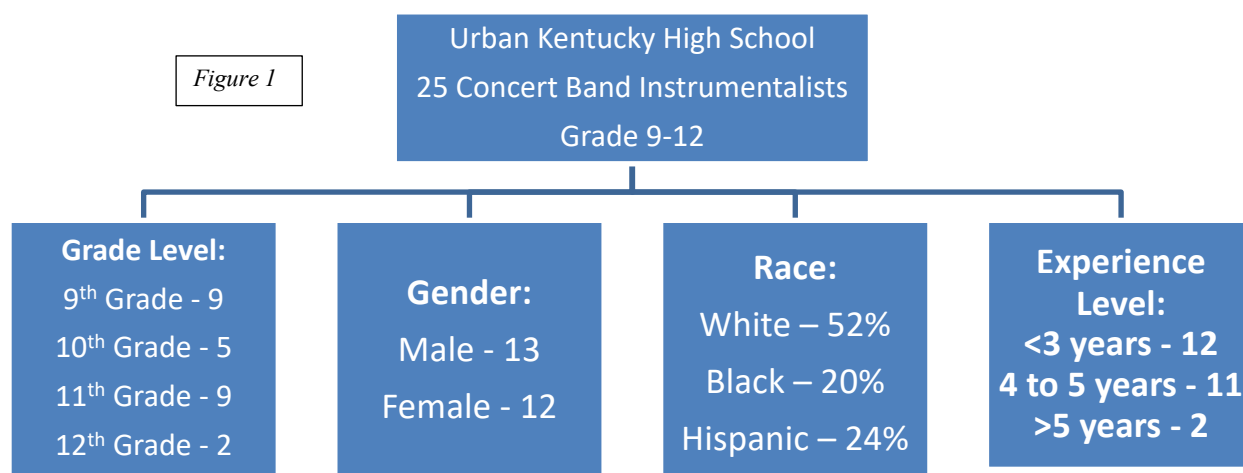 Figure 1
Urban Kentucky High School
25 Concert Band Instrumentalists
Grade 9-12
Grade Level:
9th Grade - 9
10th Grade - 5
11th Grade - 9
12th Grade - 2
Gender:
Male - 13
Female - 12
Race:
White – 52%
Black – 20%
Hispanic – 24%
Experience
Level:
<3 years - 12
4 to 5 years - 11
>5 years - 2